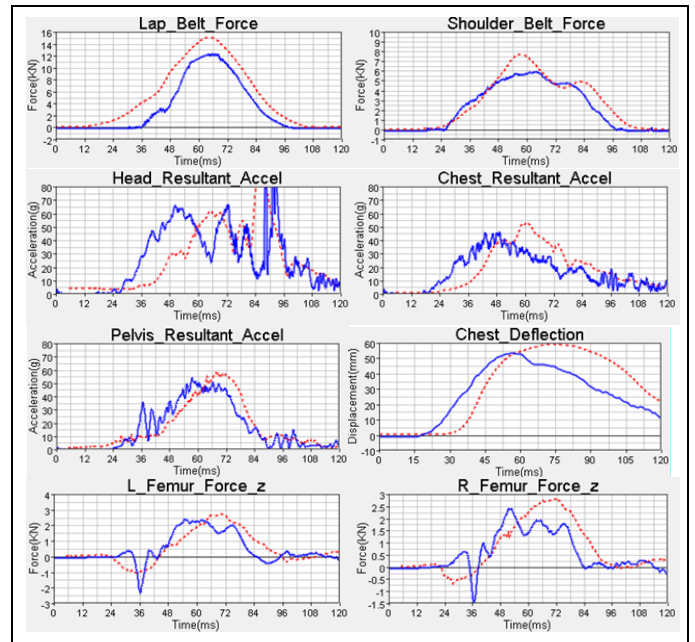 Lap_Belt_Force
Force(KN)
16
14
12
10
8
6
4
2
0
-2
0 12 24 36 48 60 72 84 96 108 120
Time(ms)
Shoulder_Belt_Force
Force(KN)
10
9
8
7
6
5
4
3
2
1
0
-1
0 12 24 36 48 60 72 84 96 108 120
Time(ms)
Head_Resultant_Accel
Acceleration(g)
80
70
60
50
40
30
20
10
0
0 12 24 36 48 60 72 84 96 108 120
Time(ms)
Chest_Resultant_Accel
Acceleration(g)
80
70
60
50
40
30
20
10
0
0 12 24 36 48 60 72 84 96 108 120
Time(ms)
Pelvis_Resultant_Accel
Acceleration(g)
80
70
60
50
40
30
20
10
0
0 12 24 36 48 60 72 84 96 108 120
Time(ms)
Chest_Deflection
Displacement(mm)
60
50
40
30
20
10
0
-10
0 15 30 45 60 75 90 105 120
Time(ms)
L_Femur_Force_z
Force(KN)
4
3
2
1
0
-1
-2
-3
0 12 24 36 48 60 72 84 96 108 120
Time(ms)
R_Femur_Force_z
Force(KN)
3
2.5
2
1.5
1
0.5
0
-0.5
-1
-1.5
0 12 24 36 48 60 72 84 96 108 120
Time(ms)